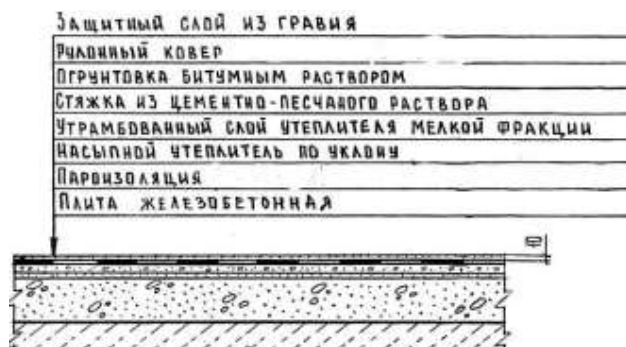 Защитный слой из гравия
Рулонный ковер
Огрунтовка битумным раствором
Стяжка из цементно-песчаного раствора
Утрамбованный слой утеплителя мелкой фракции
Насыпной утеплитель по уклону
Пароизоляция
Плита железобетонная